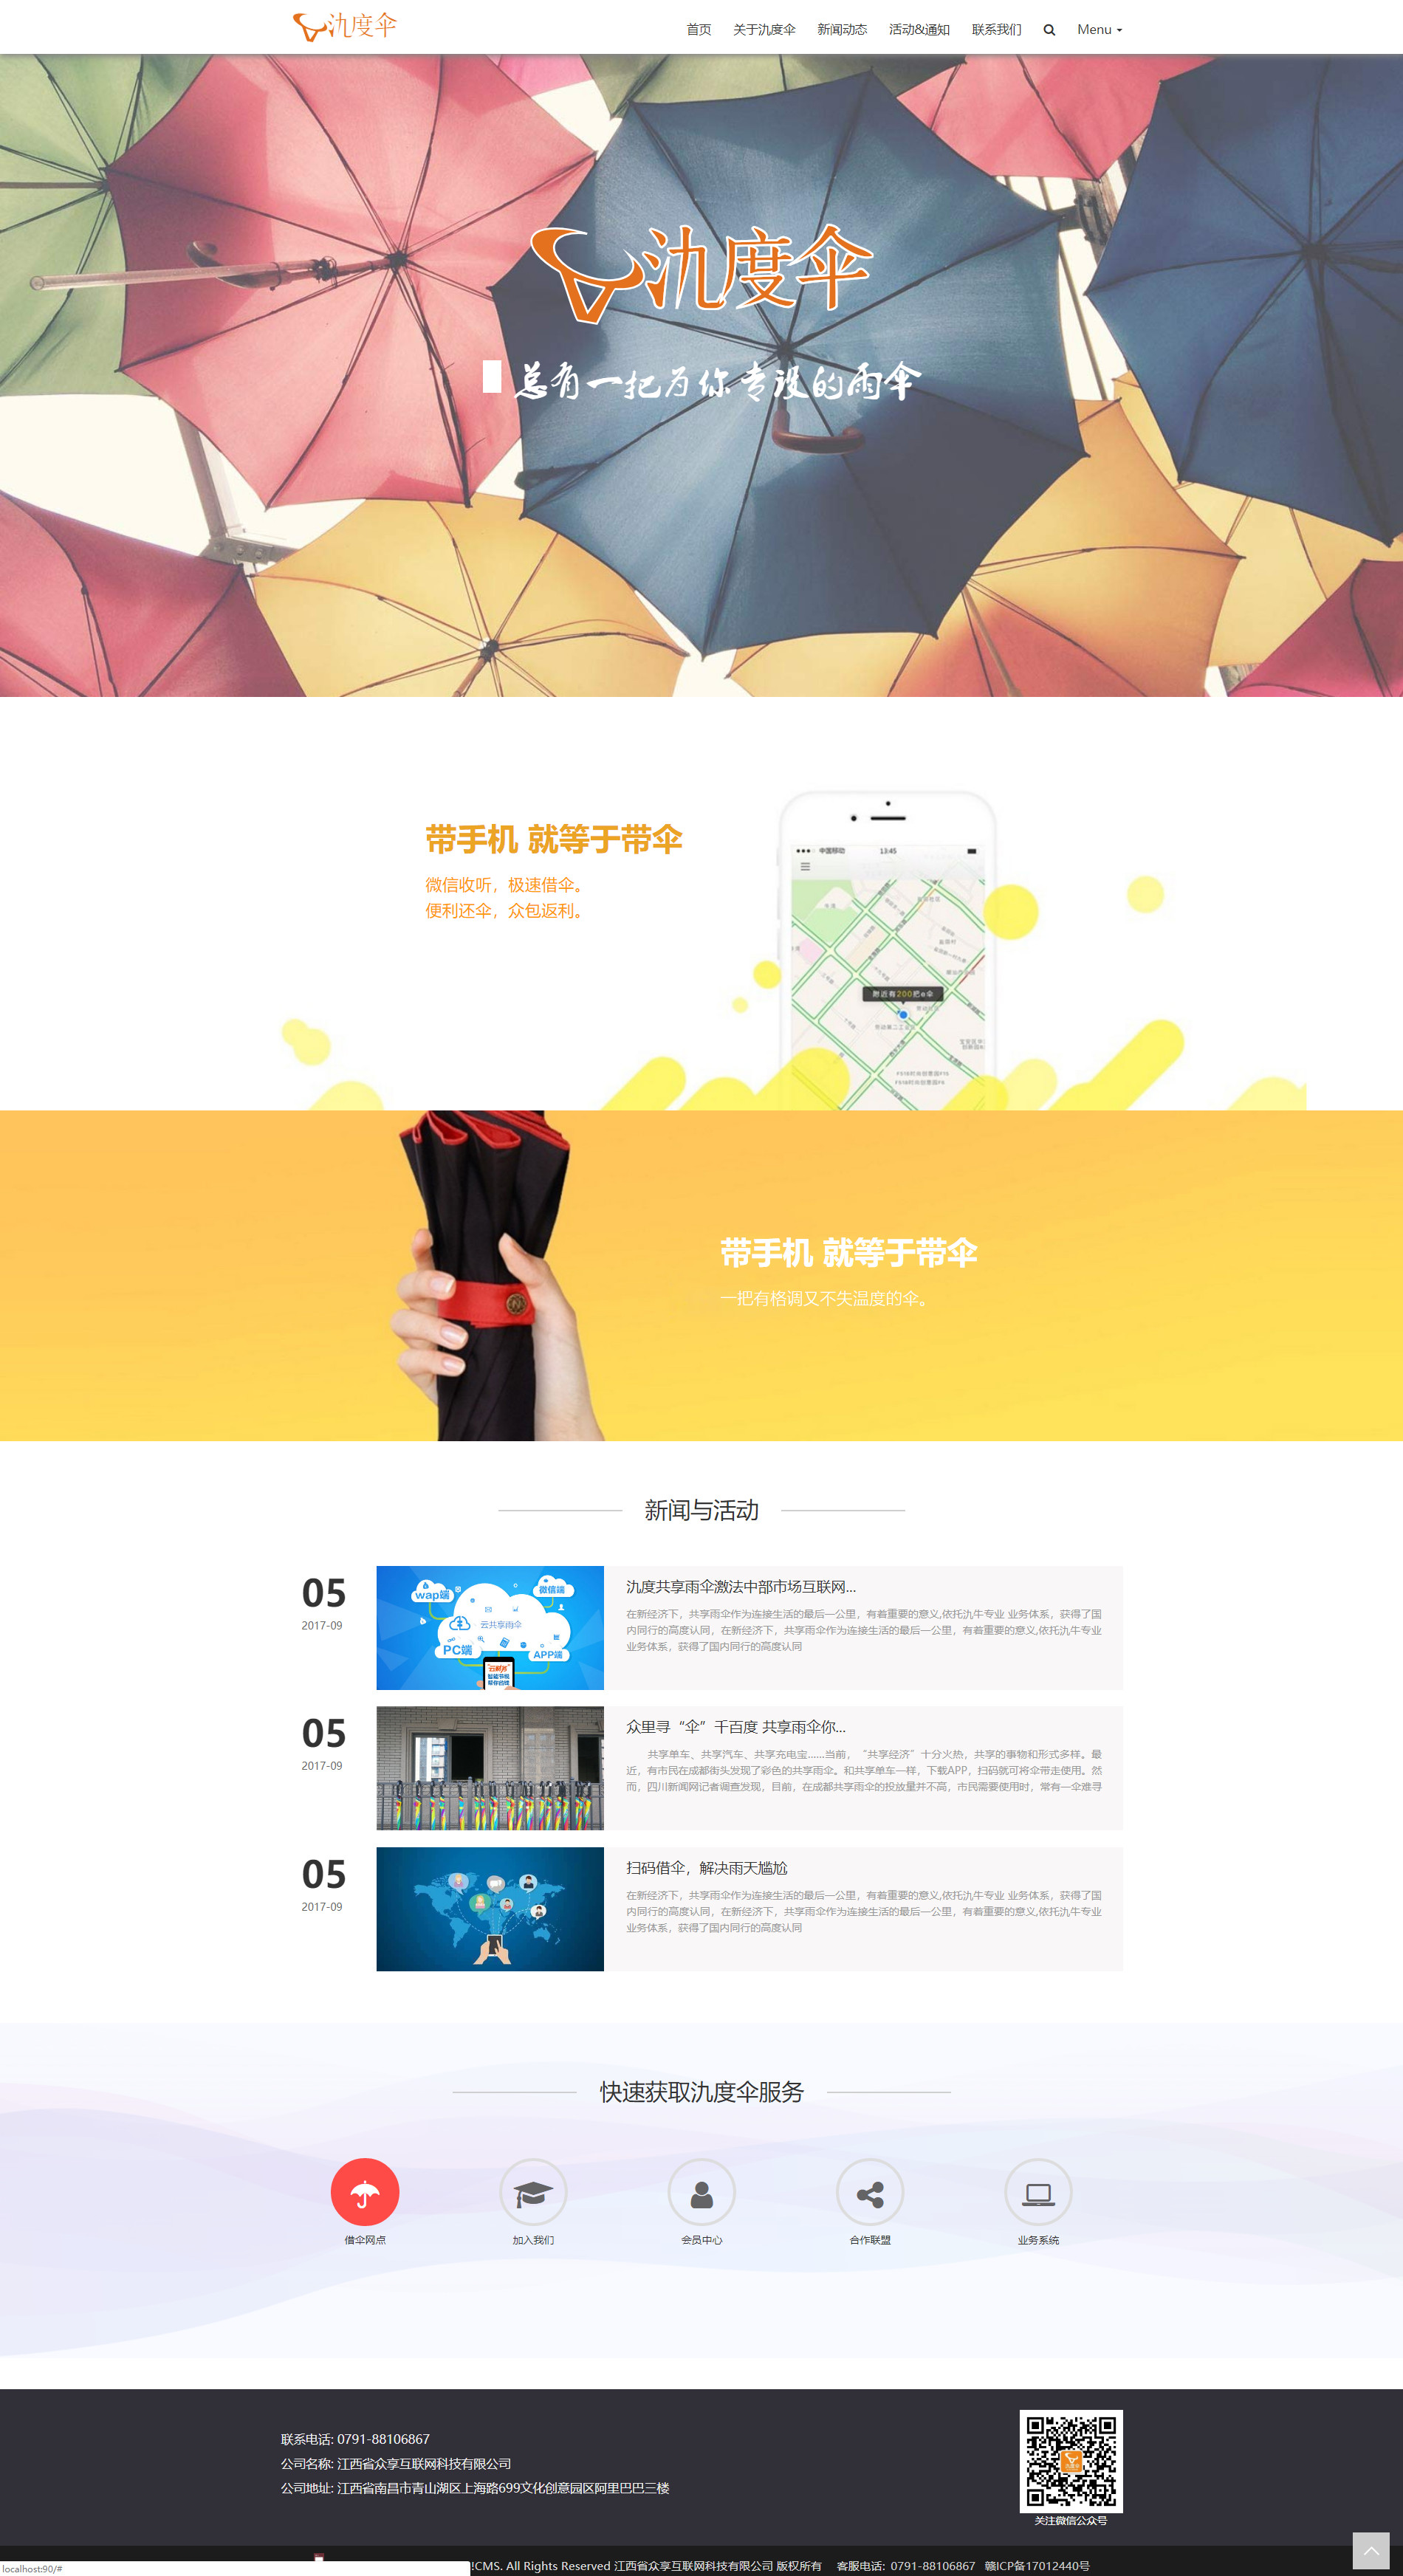 氿度伞
首页 关于氿度伞 新闻动态 活动&通知 联系我们 Menu
氿度伞
总有一把为你专设的雨伞
带手机 就等于带伞
微信收听，极速借伞。
便利还伞，众包返利。
中国移动 13:45
附近有200把e伞
带手机 就等于带伞
一把有格调又不失温度的伞。
新闻与活动
05
2017-09
wap端
微信端
云共享雨伞
PC端
APP端
氿度共享雨伞激法中部市场互联网...
在新经济下，共享雨伞作为连接生活的最后一公里，有着重要的意义,依托氿牛专业 业务体系，获得了国
内同行的高度认同，在新经济下，共享雨伞作为连接生活的最后一公里，有着重要的意义,依托氿牛专业
业务体系，获得了国内同行的高度认同
05
2017-09
众里寻“伞”千百度 共享雨伞你...
共享单车、共享汽车、共享充电宝......当前，“共享经济”十分火热，共享的事物和形式多样。最
近，有市民在成都街头发现了彩色的共享雨伞。和共享单车一样，下载APP，扫码就可将伞带走使用。然
而，四川新闻网记者调查发现，目前，在成都共享雨伞的投放量并不高，市民需要使用时，常有一伞难寻
05
2017-09
扫码借伞，解决雨天尴尬
在新经济下，共享雨伞作为连接生活的最后一公里，有着重要的意义,依托氿牛专业 业务体系，获得了国
内同行的高度认同，在新经济下，共享雨伞作为连接生活的最后一公里，有着重要的意义,依托氿牛专业
业务体系，获得了国内同行的高度认同
快速获取氿度伞服务
借伞网点 加入我们 会员中心 合作联盟 业务系统
联系电话: 0791-88106867
公司名称: 江西省众享互联网科技有限公司
公司地址: 江西省南昌市青山湖区上海路699文化创意园区阿里巴巴三楼
关注微信公众号
!CMS. All Rights Reserved 江西省众享互联网科技有限公司 版权所有 客服电话: 0791-88106867 赣ICP备17012440号
localhost:90/#